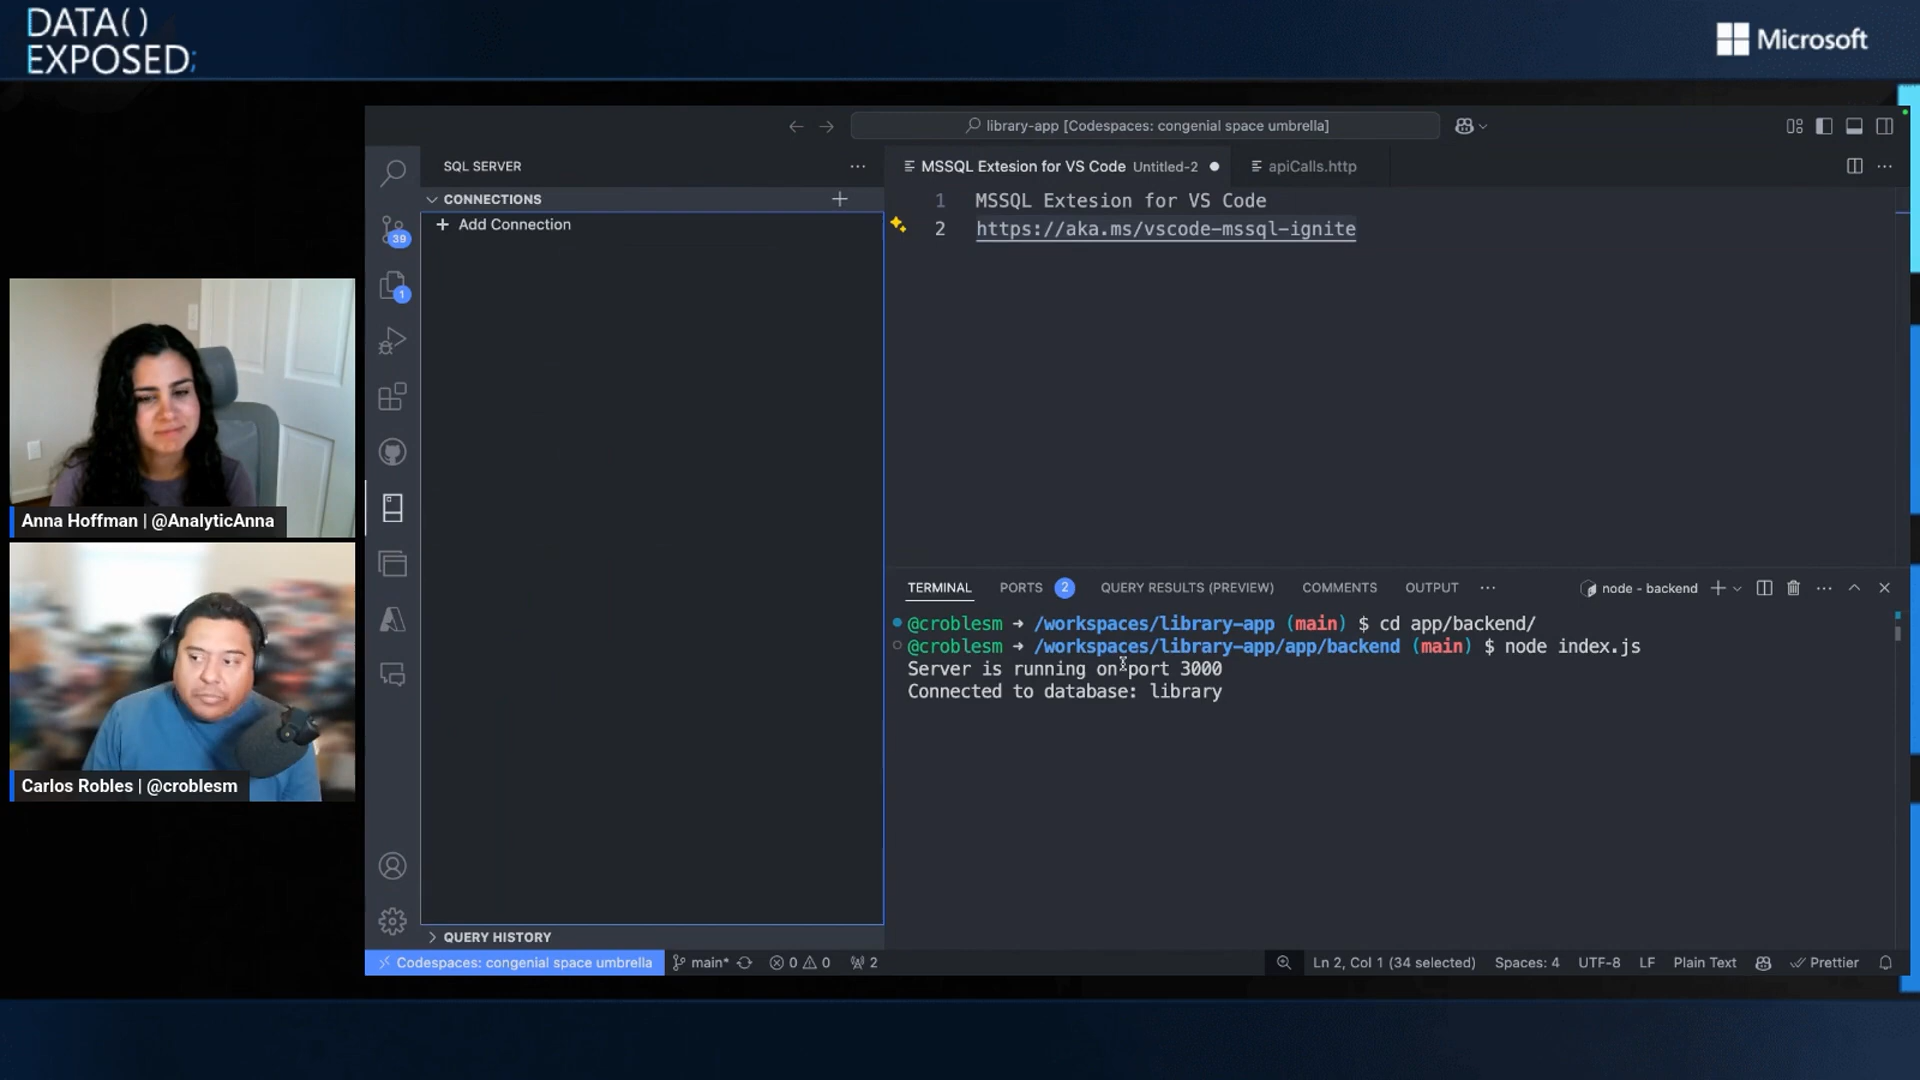 DATA()
EXPOSED;
Microsoft
library-app [Codespaces: congenial space umbrella]
SQL SERVER
CONNECTIONS
Add Connection
MSSQL Extesion for VS Code Untitled-2
apiCalls.http
1 MSSQL Extesion for VS Code
2 https://aka.ms/vscode-mssql-ignite
39
1
Anna Hoffman | @AnalyticAnna
Carlos Robles | @croblesm
TERMINAL PORTS 2 QUERY RESULTS (PREVIEW) COMMENTS OUTPUT
node - backend
@croblesm → /workspaces/library-app (main) $ cd app/backend/
@croblesm → /workspaces/library-app/app/backend (main) $ node index.js
Server is running on port 3000
Connected to database: library
QUERY HISTORY
Codespaces: congenial space umbrella main* 0 0 2
Ln 2, Col 1 (34 selected) Spaces: 4 UTF-8 LF Plain Text Prettier